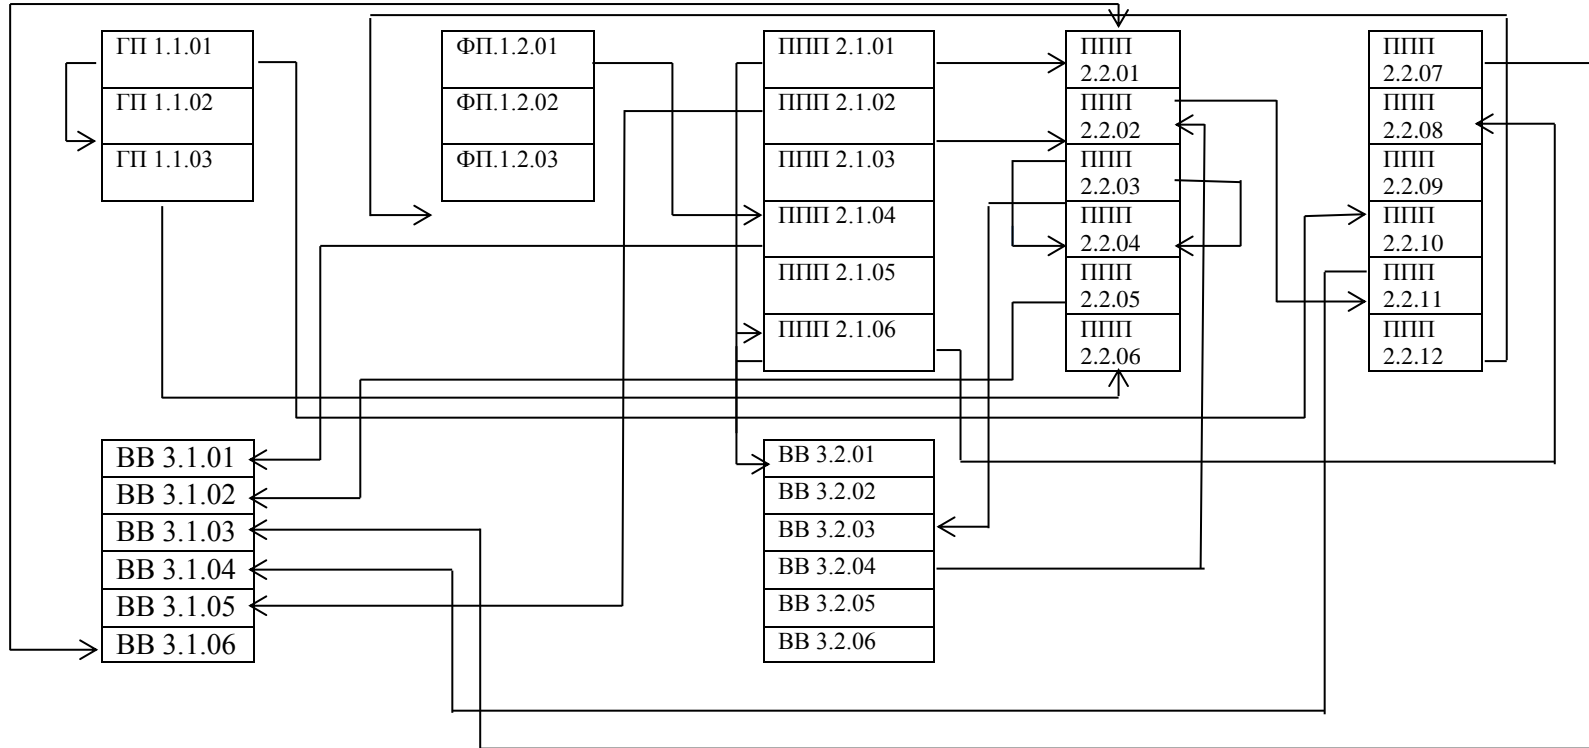 ГП 1.1.01
ГП 1.1.02
ГП 1.1.03
ФП.1.2.01
ФП.1.2.02
ФП.1.2.03
ППП 2.1.01
ППП 2.1.02
ППП 2.1.03
ППП 2.1.04
ППП 2.1.05
ППП 2.1.06
ППП
2.2.01
ППП
2.2.02
ППП
2.2.03
ППП
2.2.04
ППП
2.2.05
ППП
2.2.06
ППП
2.2.07
ППП
2.2.08
ППП
2.2.09
ППП
2.2.10
ППП
2.2.11
ППП
2.2.12
ВВ 3.1.01
ВВ 3.1.02
ВВ 3.1.03
ВВ 3.1.04
ВВ 3.1.05
ВВ 3.1.06
ВВ 3.2.01
ВВ 3.2.02
ВВ 3.2.03
ВВ 3.2.04
ВВ 3.2.05
ВВ 3.2.06